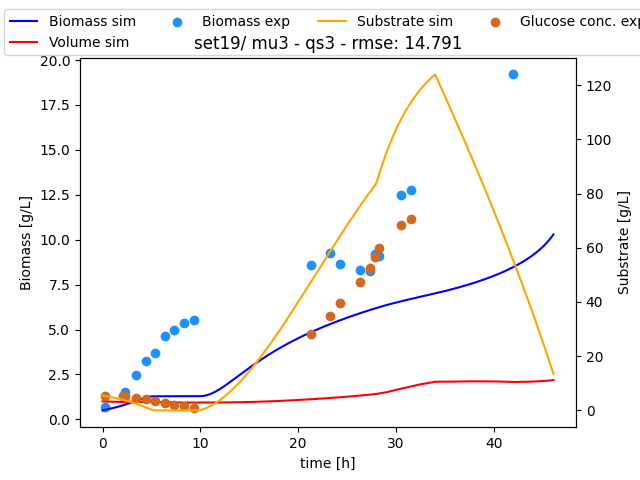 Biomass sim
Biomass exp
Substrate sim
Glucose conc. exp
Volume sim
set19/ mu3 - qs3 - rmse: 14.791
20.0
17.5
15.0
12.5
10.0
7.5
5.0
2.5
0.0
Biomass [g/L]
120
100
80
60
40
20
0
Substrate [g/L]
0
10
20
30
40
time [h]